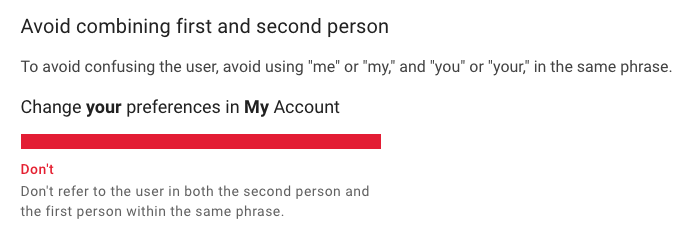 Avoid combining first and second person
To avoid confusing the user, avoid using "me" or "my," and "you" or "your," in the same phrase.
Change your preferences in My Account
Don't
Don't refer to the user in both the second person and
the first person within the same phrase.